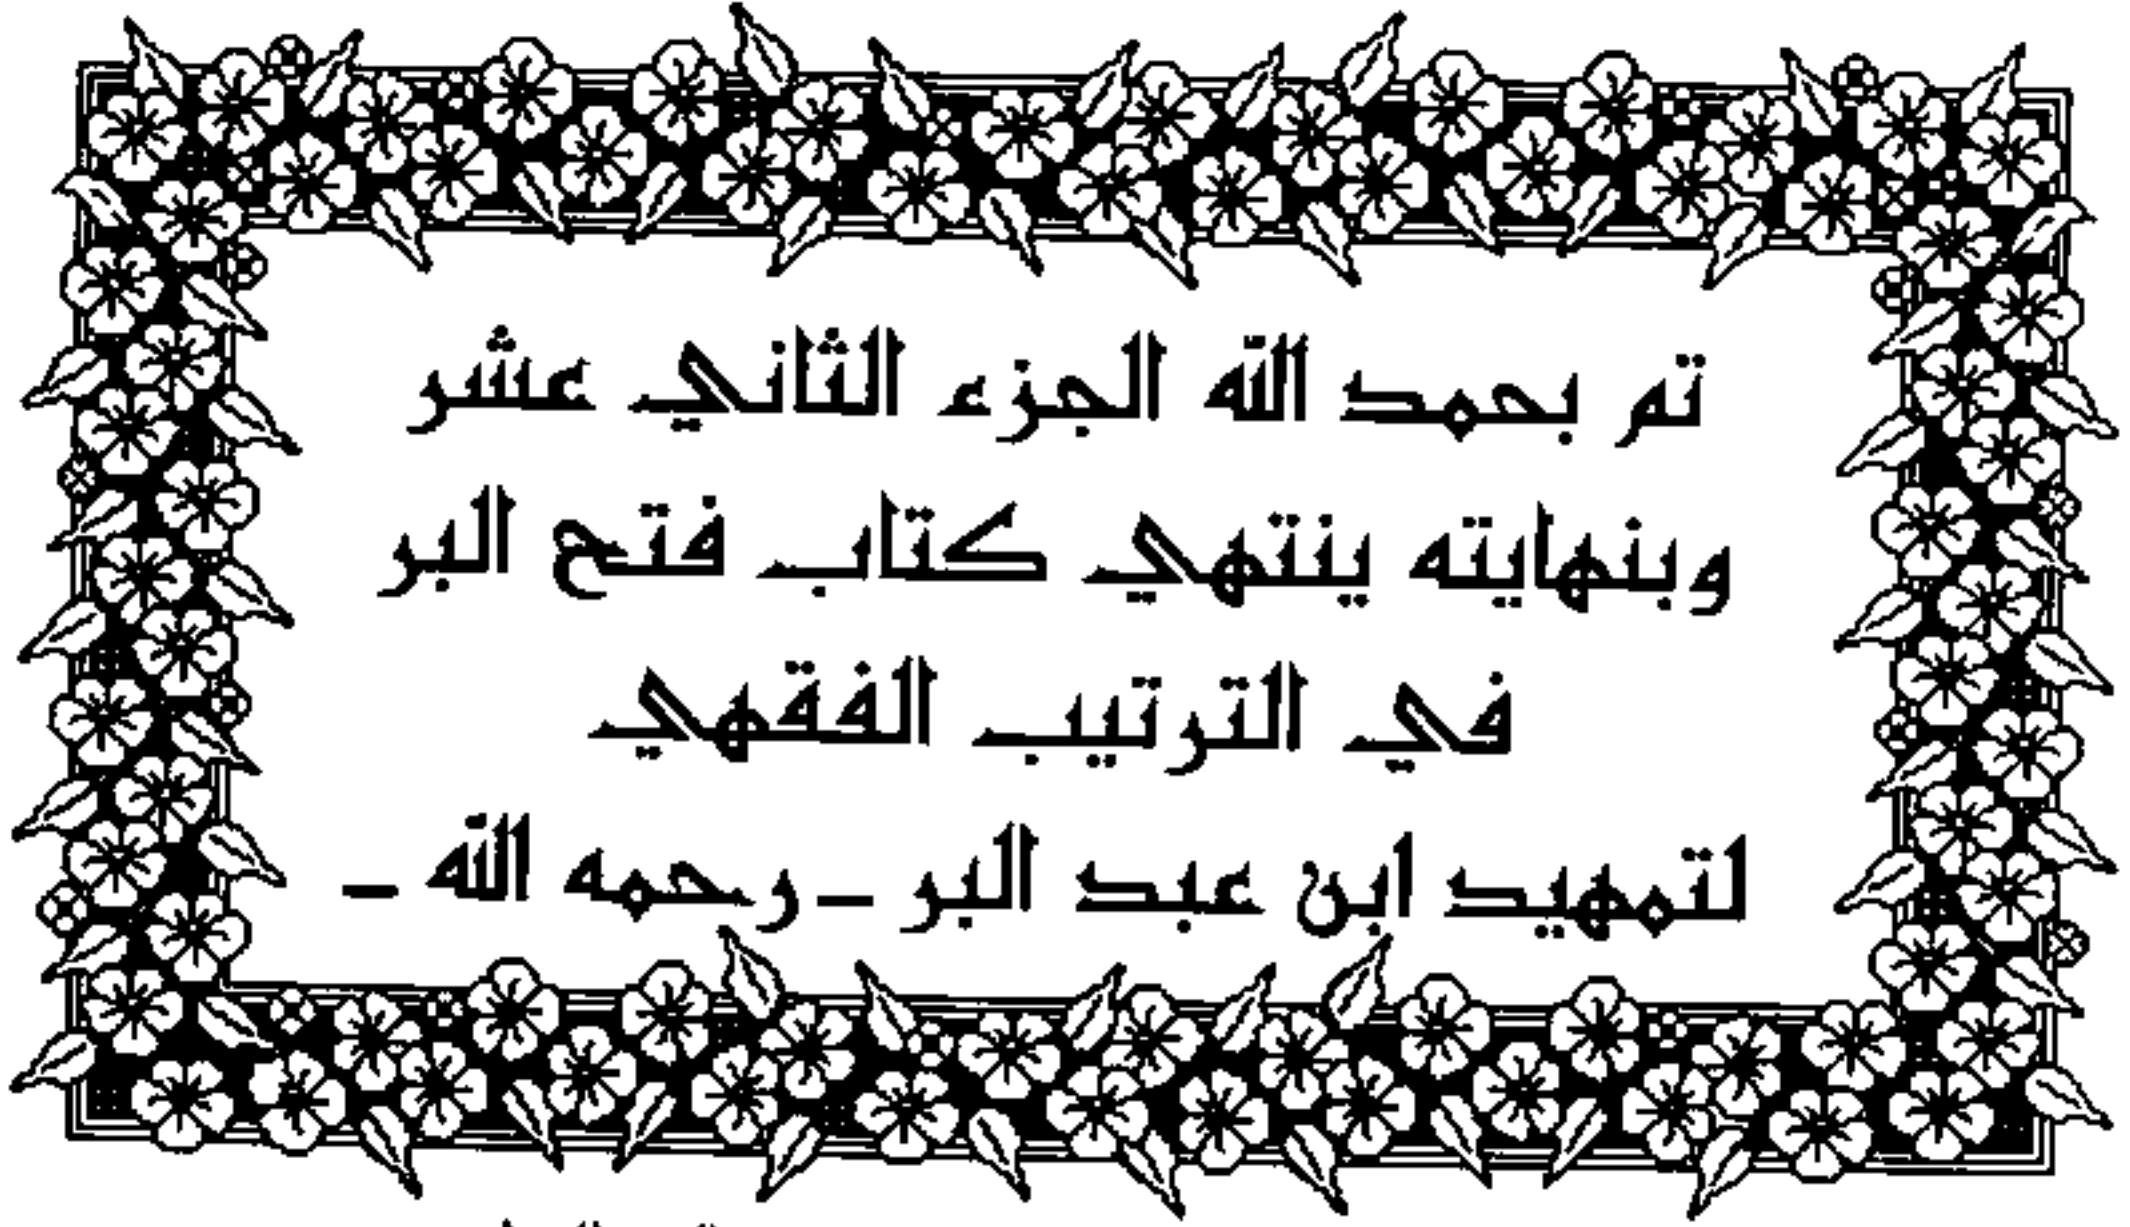 تم بحمد الله الجزء الثاني عشر
وبنهايته ينتهي كتاب فتح البر
في الترتيب الفقهي
لتمهيد ابن عبد البر -رحمه الله-